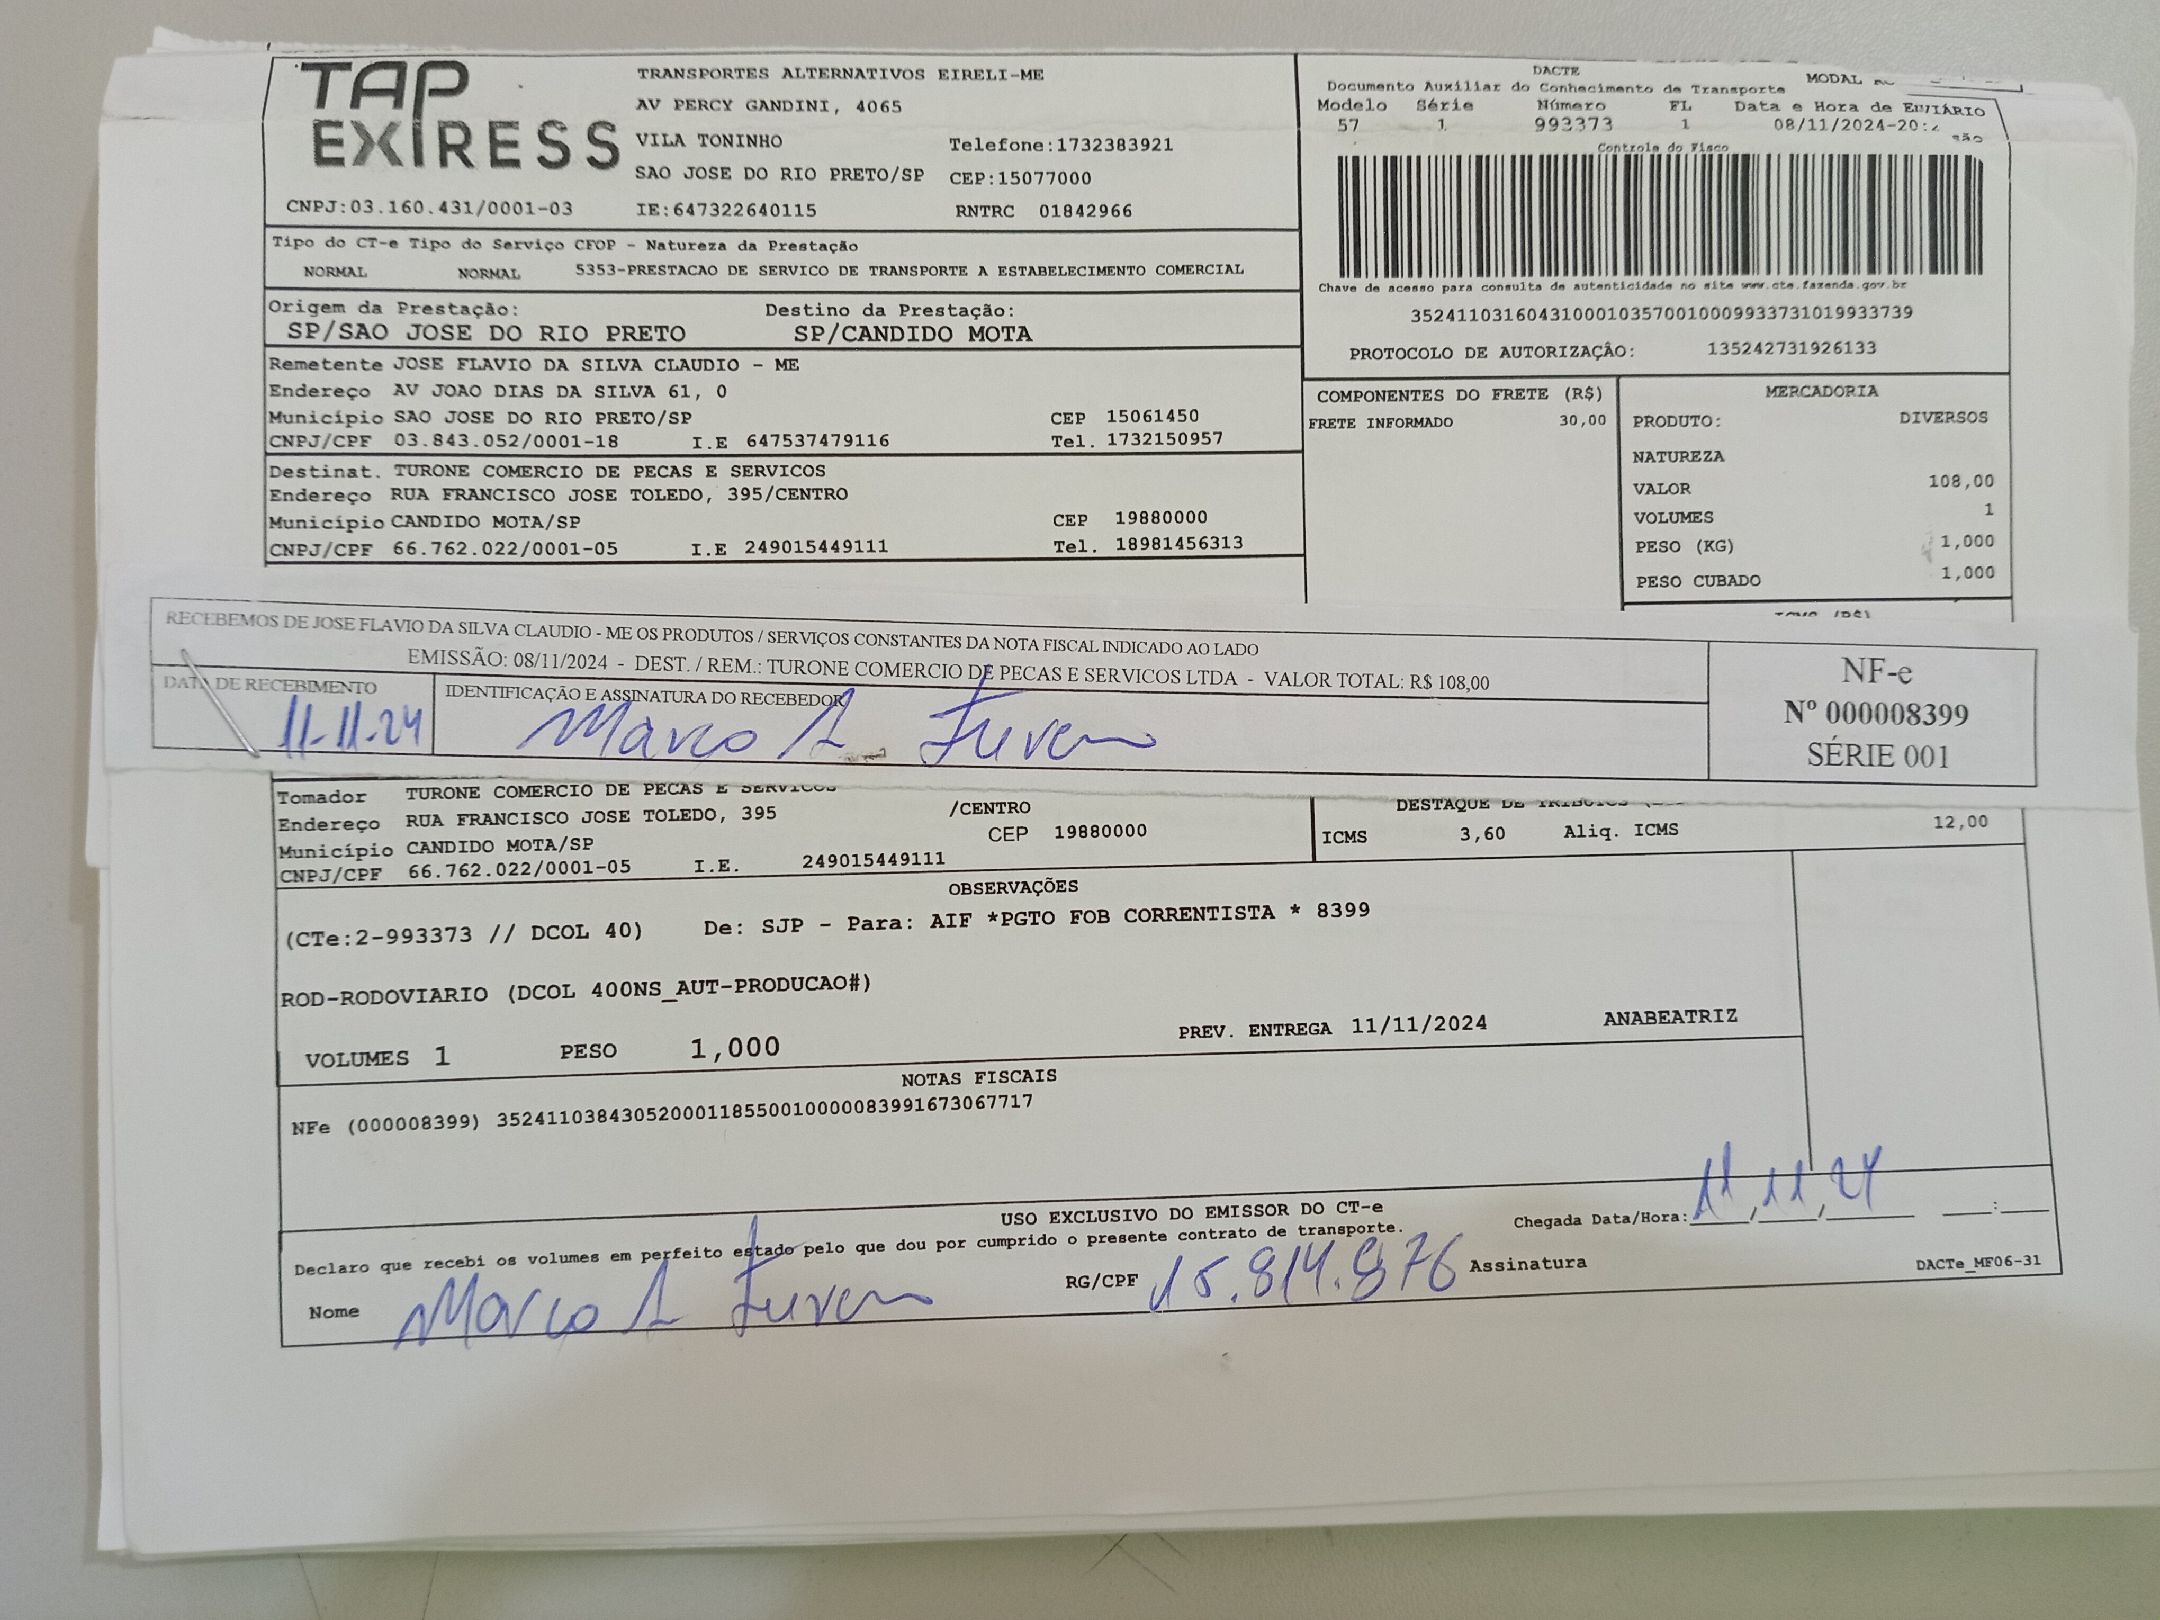 TAP
EXPRESS
TRANSPORTES ALTERNATIVOS EIRELI-ME
AV PERCY GANDINI, 4065
VILA TONINHO Telefone:1732383921
SAO JOSE DO RIO PRETO/SP CEP:15077000
CNPJ:03.160.431/0001-03 IE:647322640115 RNTRC 01842966
DACTE
Documento Auxiliar do Conhecimento de Transporte MODAL
Modelo Série Número FL Data e Hora de
57 1 993373 1 08/11/2024-20:
Controle do Fisco
Chave de acesso para consulta de autenticidade no site www.cte.fazenda.gov.br
35241103160431000103570010009933731019933739
PROTOCOLO DE AUTORIZAÇÃO: 135242731926133
Tipo do CT-e Tipo do Serviço CFOP - Natureza da Prestação
NORMAL NORMAL 5353-PRESTACAO DE SERVICO DE TRANSPORTE A ESTABELECIMENTO COMERCIAL
Origem da Prestação: Destino da Prestação:
SP/SAO JOSE DO RIO PRETO SP/CANDIDO MOTA
Remetente JOSE FLAVIO DA SILVA CLAUDIO - ME
Endereço AV JOAO DIAS DA SILVA 61, 0
Município SAO JOSE DO RIO PRETO/SP CEP 15061450
CNPJ/CPF 03.843.052/0001-18 I.E 647537479116 Tel. 1732150957
Destinat. TURONE COMERCIO DE PECAS E SERVICOS
Endereço RUA FRANCISCO JOSE TOLEDO, 395/CENTRO
Município CANDIDO MOTA/SP CEP 19880000
CNPJ/CPF 66.762.022/0001-05 I.E 249015449111 Tel. 18981456313
COMPONENTES DO FRETE (R$)
FRETE INFORMADO 30,00
MERCADORIA
PRODUTO: DIVERSOS
NATUREZA
VALOR 108,00
VOLUMES 1
PESO (KG) 1,000
PESO CUBADO 1,000
RECEBEMOS DE JOSE FLAVIO DA SILVA CLAUDIO - ME OS PRODUTOS / SERVIÇOS CONSTANTES DA NOTA FISCAL INDICADO AO LADO
EMISSÃO: 08/11/2024 - DEST. / REM.: TURONE COMERCIO DE PECAS E SERVICOS LTDA - VALOR TOTAL: R$ 108,00
DATA DE RECEBIMENTO IDENTIFICAÇÃO E ASSINATURA DO RECEBEDOR
11-11-24 Marco A
NF-e
Nº 000008399
SÉRIE 001
Tomador TURONE COMERCIO DE PECAS E SERVICOS
Endereço RUA FRANCISCO JOSE TOLEDO, 395 /CENTRO
Município CANDIDO MOTA/SP CEP 19880000
CNPJ/CPF 66.762.022/0001-05 I.E. 249015449111
DESTAQUE DE TRIBUTOS
ICMS 3,60 Aliq. ICMS 12,00
OBSERVAÇÕES
(CTe:2-993373 // DCOL 40) De: SJP - Para: AIF *PGTO FOB CORRENTISTA * 8399
ROD-RODOVIARIO (DCOL 400NS_AUT-PRODUCAO#)
VOLUMES 1 PESO 1,000 PREV. ENTREGA 11/11/2024 ANABEATRIZ
NOTAS FISCAIS
NFe (000008399) 35241103843052000118550010000083991673067717
USO EXCLUSIVO DO EMISSOR DO CT-e
Declaro que recebi os volumes em perfeito estado pelo que dou por cumprido o presente contrato de transporte.
Chegada Data/Hora: 11, 11, 24
Nome Marco A RG/CPF 15.814.876 Assinatura
DACTe_MF06-31